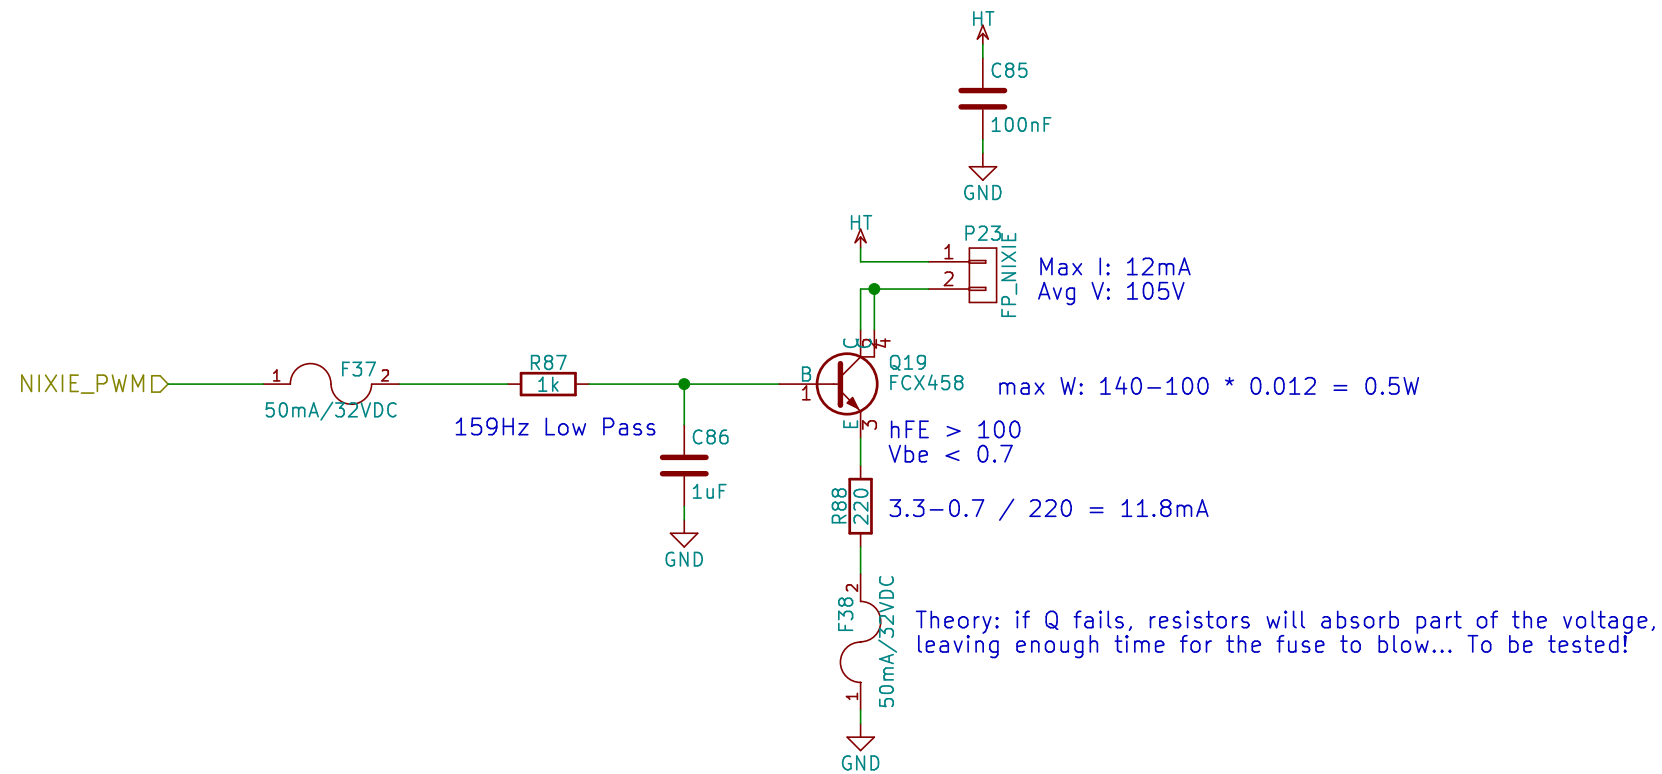 HT
C85
100nF
GND
HT
P23
1
2
FP_NIXIE
Max I: 12mA
Avg V: 105V
NIXIE_PWM
1
F37
2
50mA/32VDC
R87
1k
159Hz Low Pass
C86
1uF
GND
B
1
C
4
Q19
FCX458
E
3
max W: 140-100 * 0.012 = 0.5W
hFE > 100
Vbe < 0.7
R88
220
3.3-0.7 / 220 = 11.8mA
2
F38
50mA/32VDC
1
GND
Theory: if Q fails, resistors will absorb part of the voltage,
leaving enough time for the fuse to blow... To be tested!